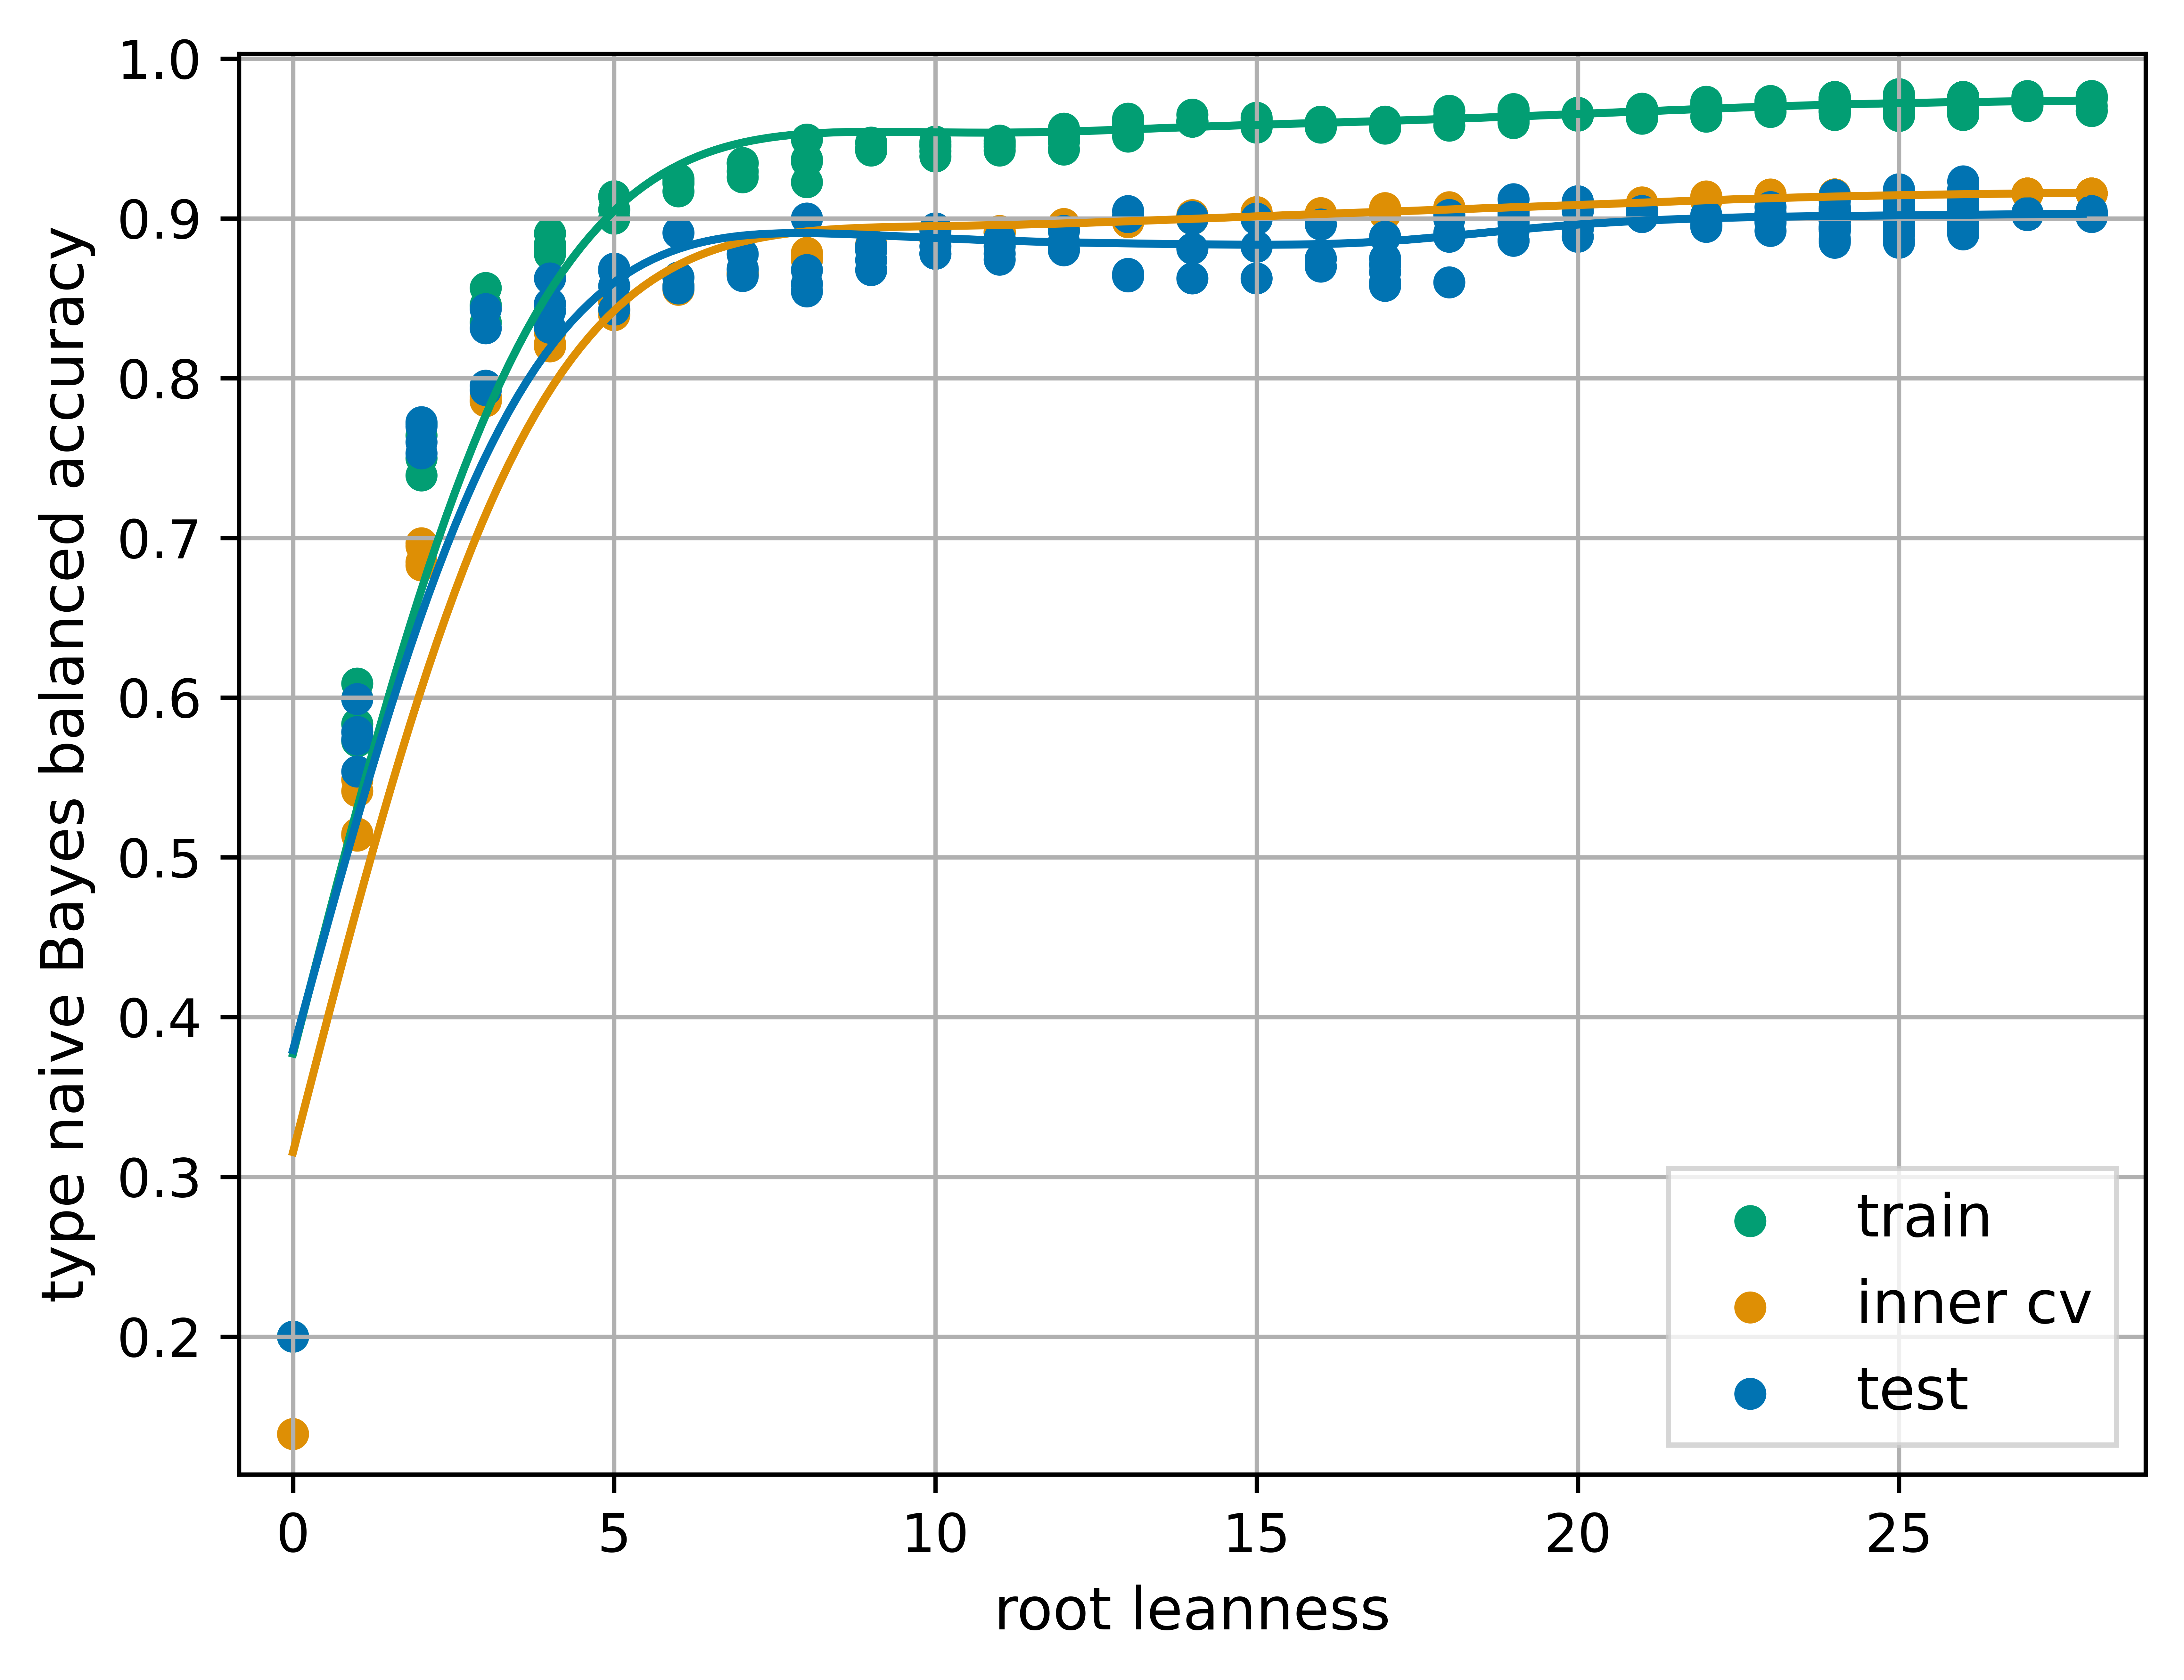 type naive Bayes balanced accuracy
1.0
0.9
0.8
0.7
0.6
0.5
0.4
0.3
0.2
train
inner cv
test
0 5 10 15 20 25
root leanness